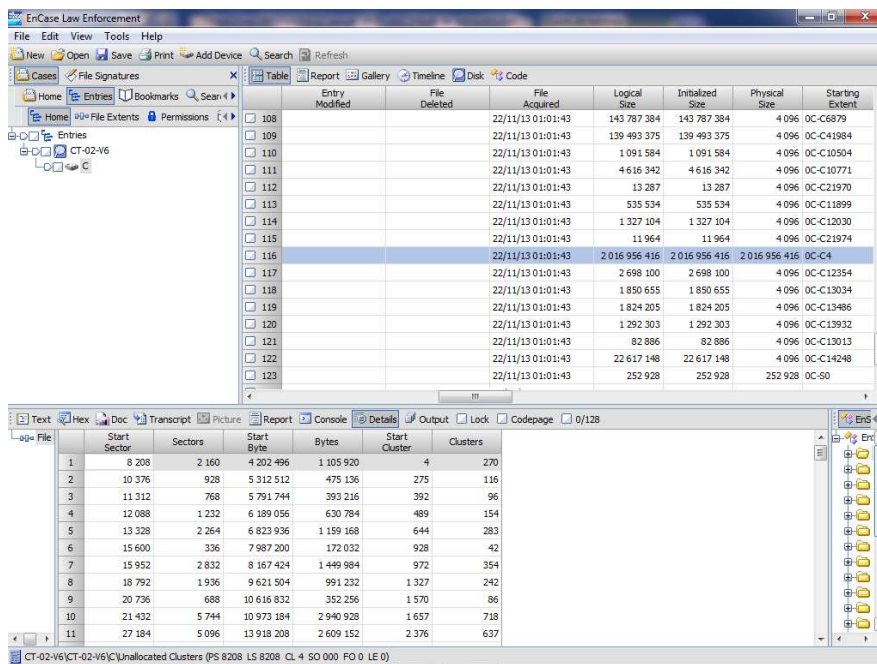 EnCase Law Enforcement
File Edit View Tools Help
New Open Save Print Add Device Search Refresh
Cases File Signatures
Home Entries Bookmarks Search
Home File Extents Permissions
Entries
CT-02-V6
C
Table Report Gallery Timeline Disk Code
Entry Modified File Deleted File Acquired Logical Size Initialized Size Physical Size Starting Extent
108 22/11/13 01:01:43 143 787 384 143 787 384 4 096 0C-C6879
109 22/11/13 01:01:43 139 493 375 139 493 375 4 096 0C-C41984
110 22/11/13 01:01:43 1 091 584 1 091 584 4 096 0C-C10504
111 22/11/13 01:01:43 4 616 342 4 616 342 4 096 0C-C10771
112 22/11/13 01:01:43 13 287 13 287 4 096 0C-C21970
113 22/11/13 01:01:43 535 534 535 534 4 096 0C-C11899
114 22/11/13 01:01:43 1 327 104 1 327 104 4 096 0C-C12030
115 22/11/13 01:01:43 11 964 11 964 4 096 0C-C21974
116 22/11/13 01:01:43 2 016 956 416 2 016 956 416 2 016 956 416 0C-C4
117 22/11/13 01:01:43 2 698 100 2 698 100 4 096 0C-C12354
118 22/11/13 01:01:43 1 850 655 1 850 655 4 096 0C-C13034
119 22/11/13 01:01:43 1 824 205 1 824 205 4 096 0C-C13486
120 22/11/13 01:01:43 1 292 303 1 292 303 4 096 0C-C13932
121 22/11/13 01:01:43 82 886 82 886 4 096 0C-C13013
122 22/11/13 01:01:43 22 617 148 22 617 148 4 096 0C-C14248
123 22/11/13 01:01:43 252 928 252 928 252 928 0C-S0
Text Hex Doc Transcript Picture Report Console Details Output Lock Codepage 0/128
EnS
File
Start Sector Sectors Start Byte Bytes Start Cluster Clusters
1 8 208 2 160 4 202 496 1 105 920 4 270
2 10 376 928 5 312 512 475 136 275 116
3 11 312 768 5 791 744 393 216 392 96
4 12 088 1 232 6 189 056 630 784 489 154
5 13 328 2 264 6 823 936 1 159 168 644 283
6 15 600 336 7 987 200 172 032 928 42
7 15 952 2 832 8 167 424 1 449 984 972 354
8 18 792 1 936 9 621 504 991 232 1 327 242
9 20 736 688 10 616 832 352 256 1 570 86
10 21 432 5 744 10 973 184 2 940 928 1 657 718
11 27 184 5 096 13 918 208 2 609 152 2 376 637
CT-02-V6\CT-02-V6\C\Unallocated Clusters (PS 8208 LS 8208 CL 4 SO 000 FO 0 LE 0)